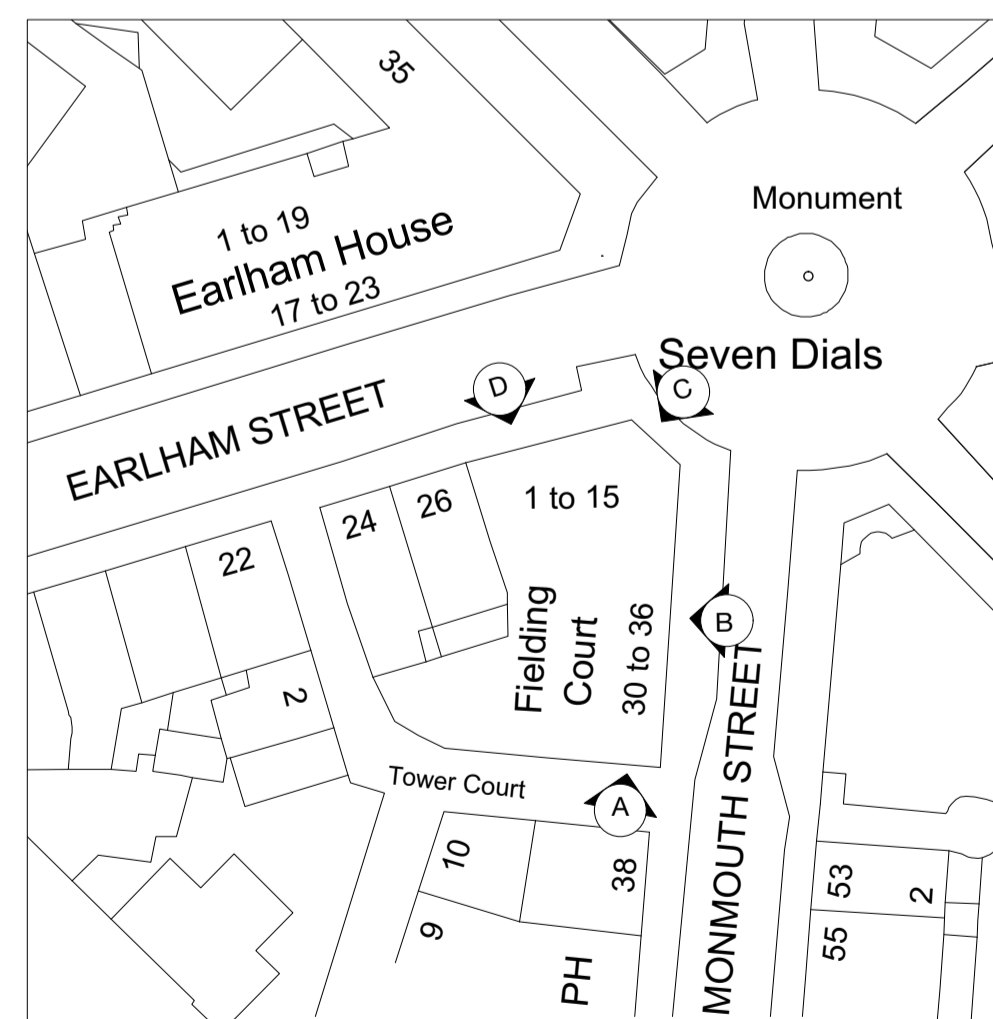 35
Monument
1 to 19
Earlham House
17 to 23
Seven Dials
D
C
EARLHAM STREET
1 to 15
26
24
22
Fielding
Court
30 to 36
B
2
Tower Court
A
MONMOUTH STREET
10
38
53
2
9
55
PH